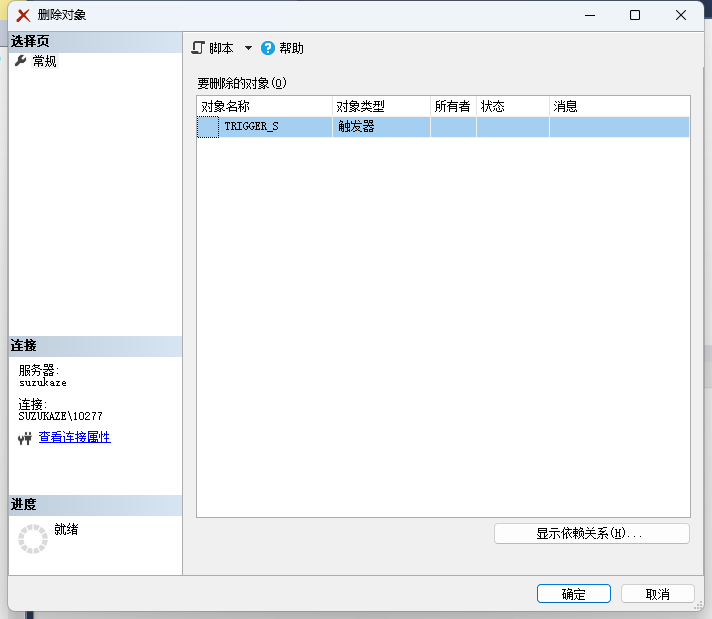 删除对象
选择页
常规
脚本 帮助
要删除的对象(O)
对象名称 对象类型 所有者 状态 消息
TRIGGER_S 触发器
连接
服务器:
suzukaze
连接:
SUZUKAZE\10277
查看连接属性
进度
就绪
显示依赖关系(H)...
确定 取消